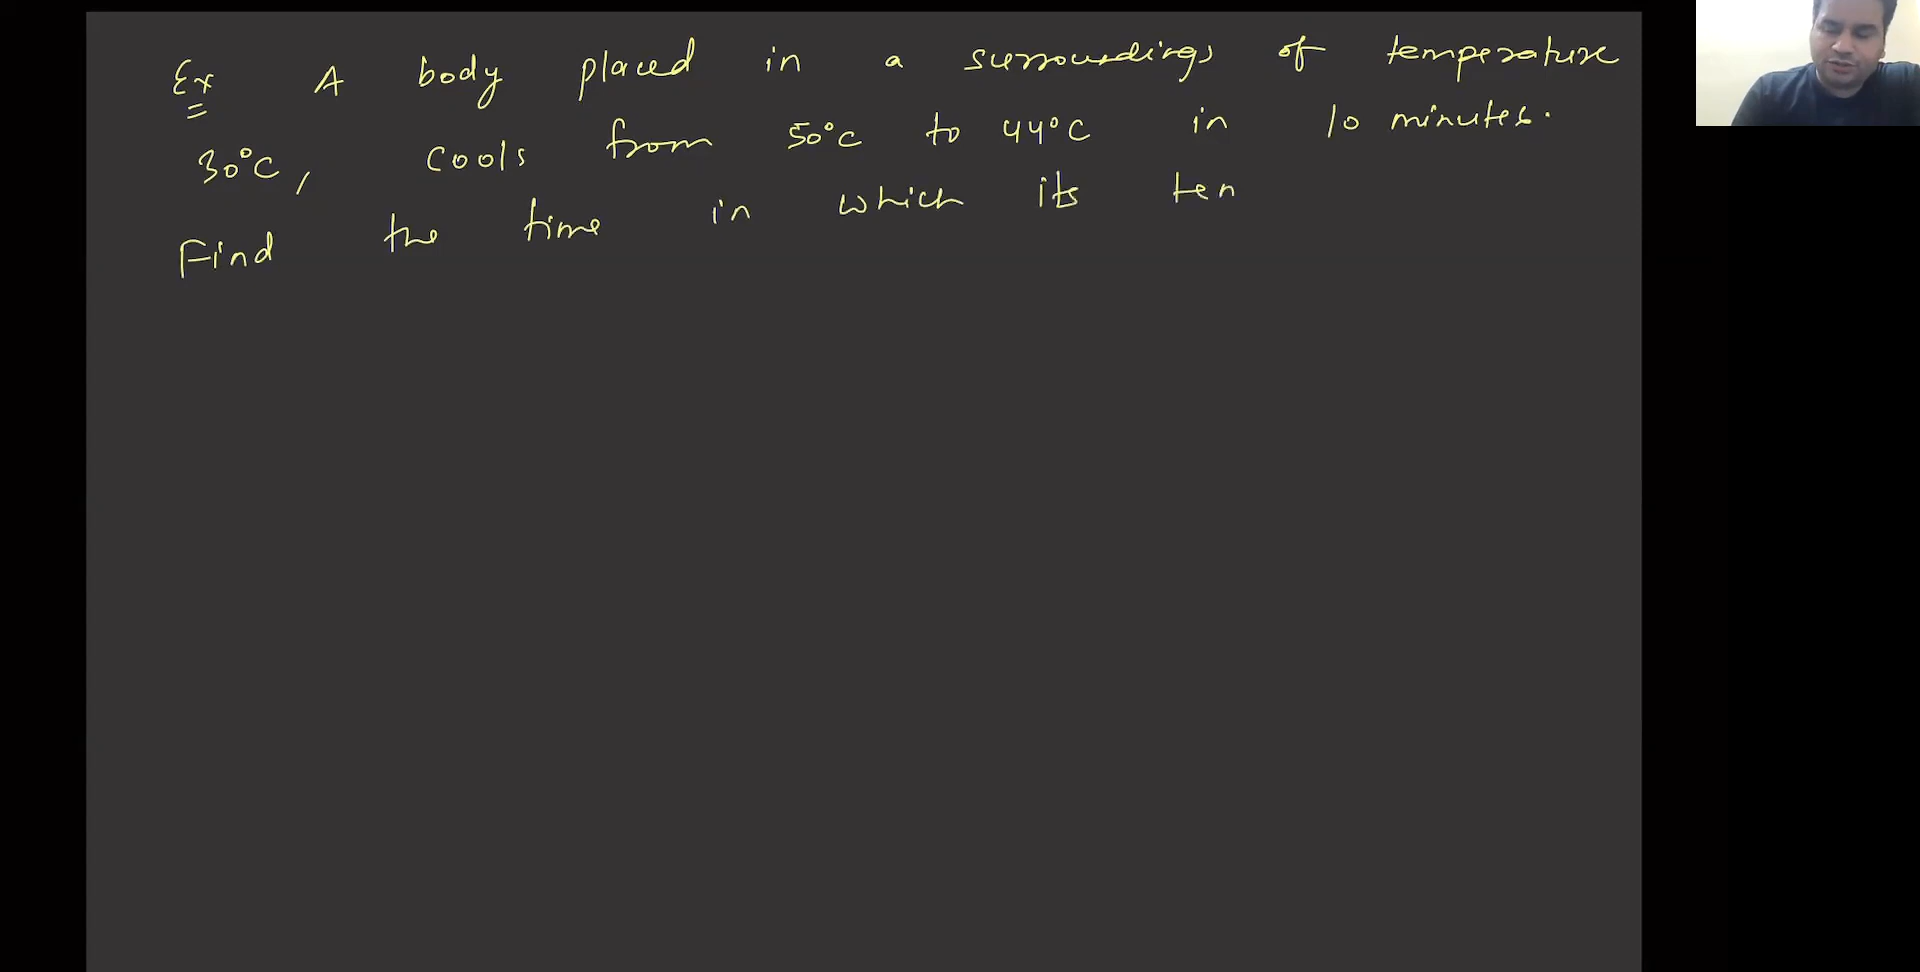 Ex A body placed in a surroundings of temperature
30°C, cools from 50°C to 44°C in 10 minutes.
Find the time in which its ten